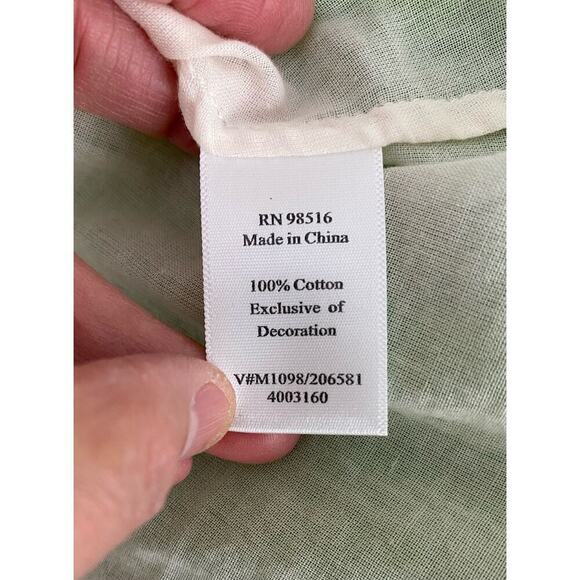 RN 98516
Made in China
100% Cotton
Exclusive of
Decoration
V#M1098/206581
4003160